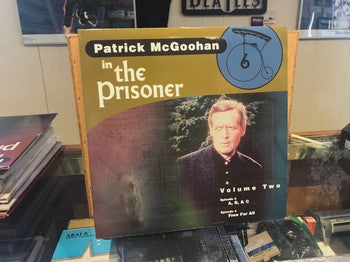 BEATLES
Patrick McGoohan
in the
Prisoner
6
Volume Two
Episode 3
A, B, & C
Episode 4
Free For All